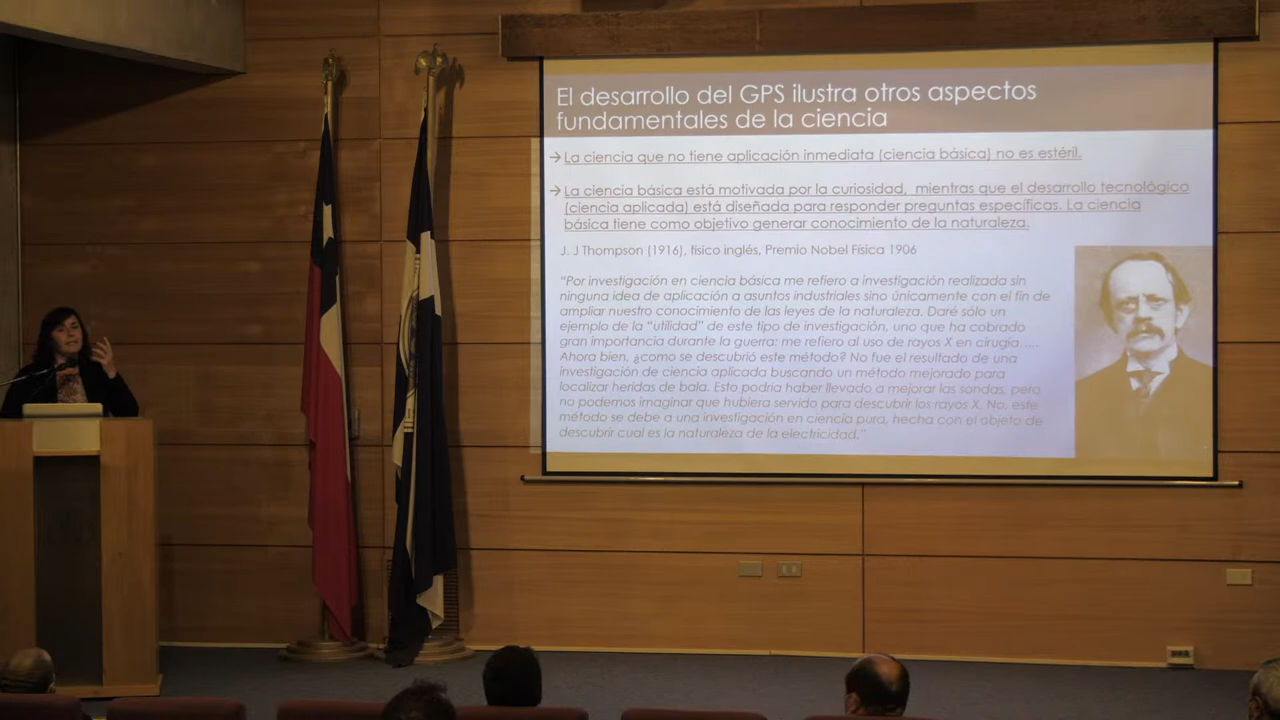 El desarrollo del GPS ilustra otros aspectos
fundamentales de la ciencia
→ La ciencia que no tiene aplicación inmediata (ciencia básica) no es estéril.
→ La ciencia básica está motivada por la curiosidad, mientras que el desarrollo tecnológico
(ciencia aplicada) está diseñada para responder preguntas específicas. La ciencia
básica tiene como objetivo generar conocimiento de la naturaleza.
J. J Thompson (1916), físico inglés, Premio Nobel Física 1906
“Por investigación en ciencia básica me refiero a investigación realizada sin
ninguna idea de aplicación a asuntos industriales sino únicamente con el fin de
ampliar nuestro conocimiento de las leyes de la naturaleza. Daré sólo un
ejemplo de la “utilidad” de este tipo de investigación, uno que ha cobrado
gran importancia durante la guerra: me refiero al uso de rayos X en cirugía…..
Ahora bien, ¿como se descubrió este método? No fue el resultado de una
investigación de ciencia aplicada buscando un método mejorado para
localizar heridas de bala. Esto podría haber llevado a mejorar las sondas, pero
no podemos imaginar que hubiera servido para descubrir los rayos X. No, este
método se debe a una investigación en ciencia pura, hecha con el objeto de
descubrir cual es la naturaleza de la electricidad.”